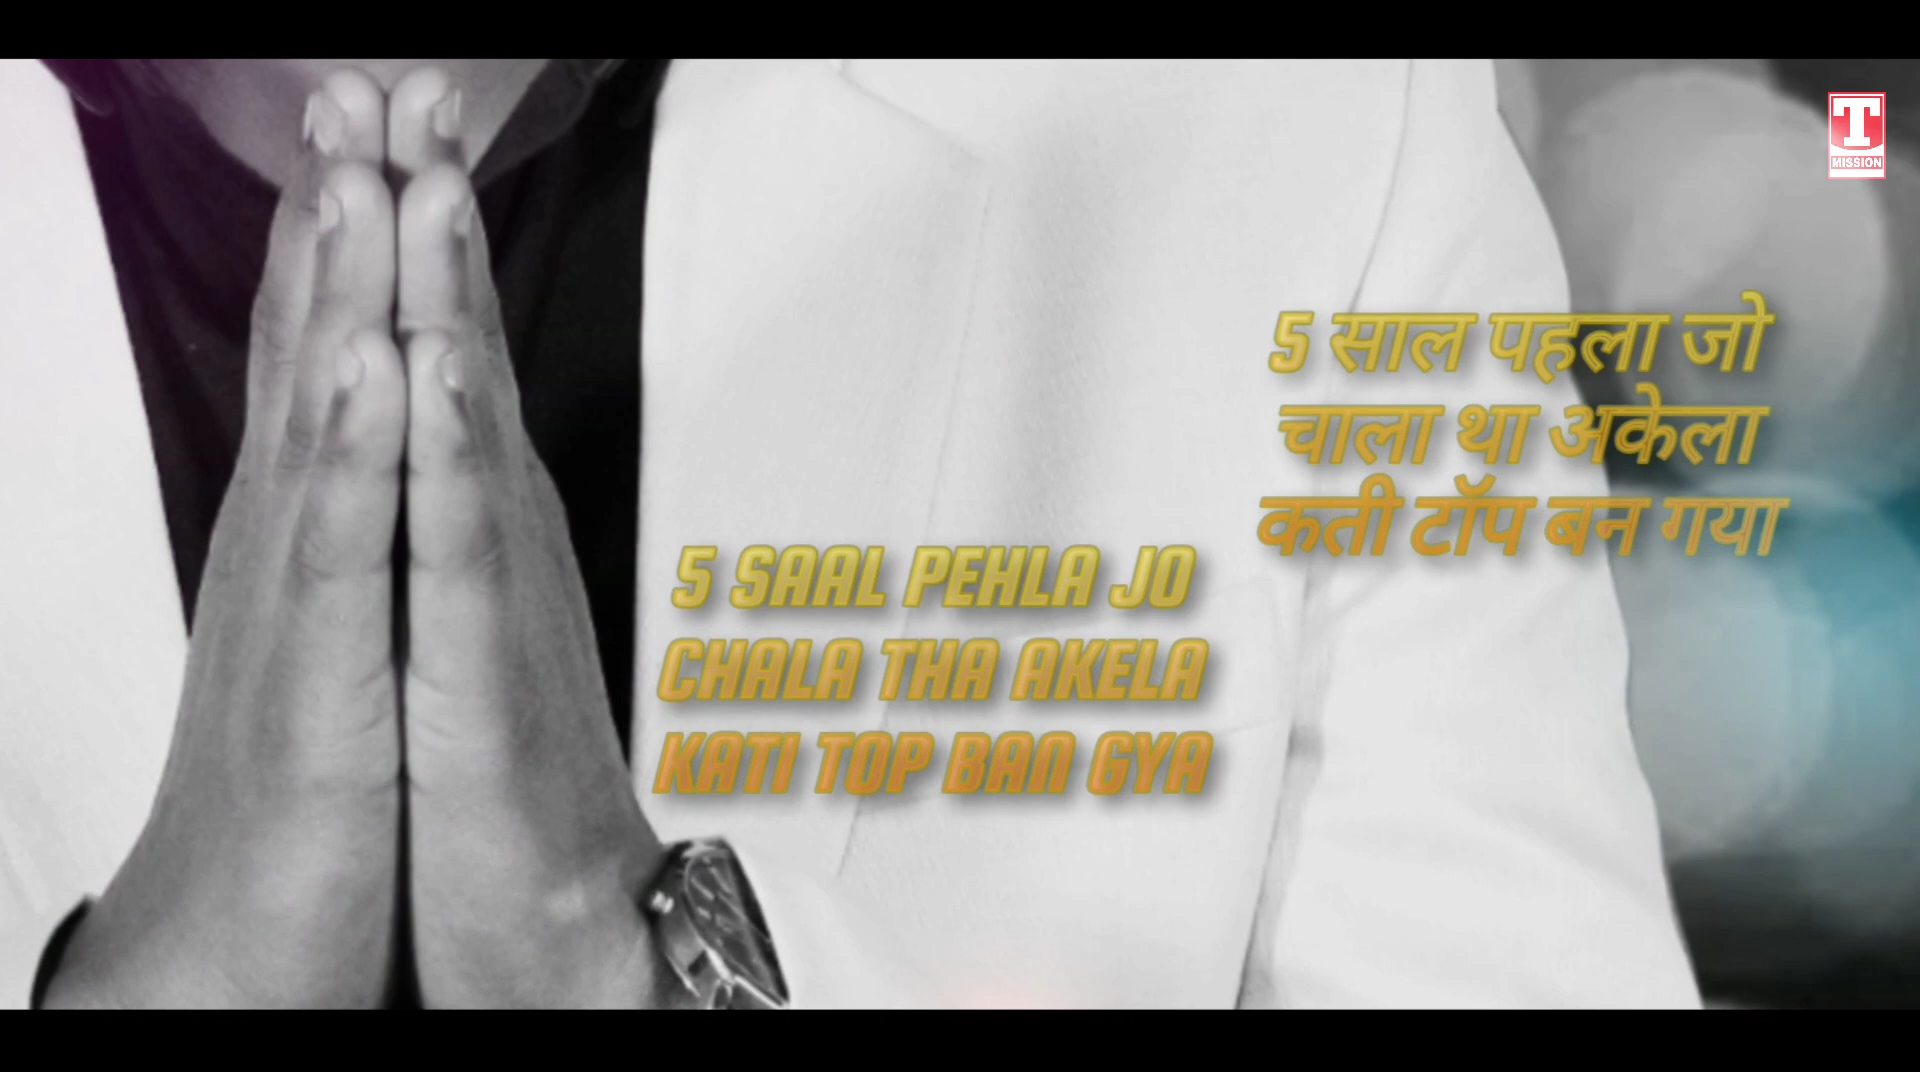 T
MISSION
5 साल पहला जो
चाला था अकेला
कती टॉप बन गया
5 SAAL PEHLA JO
CHALA THA AKELA
KATI TOP BAN GYA